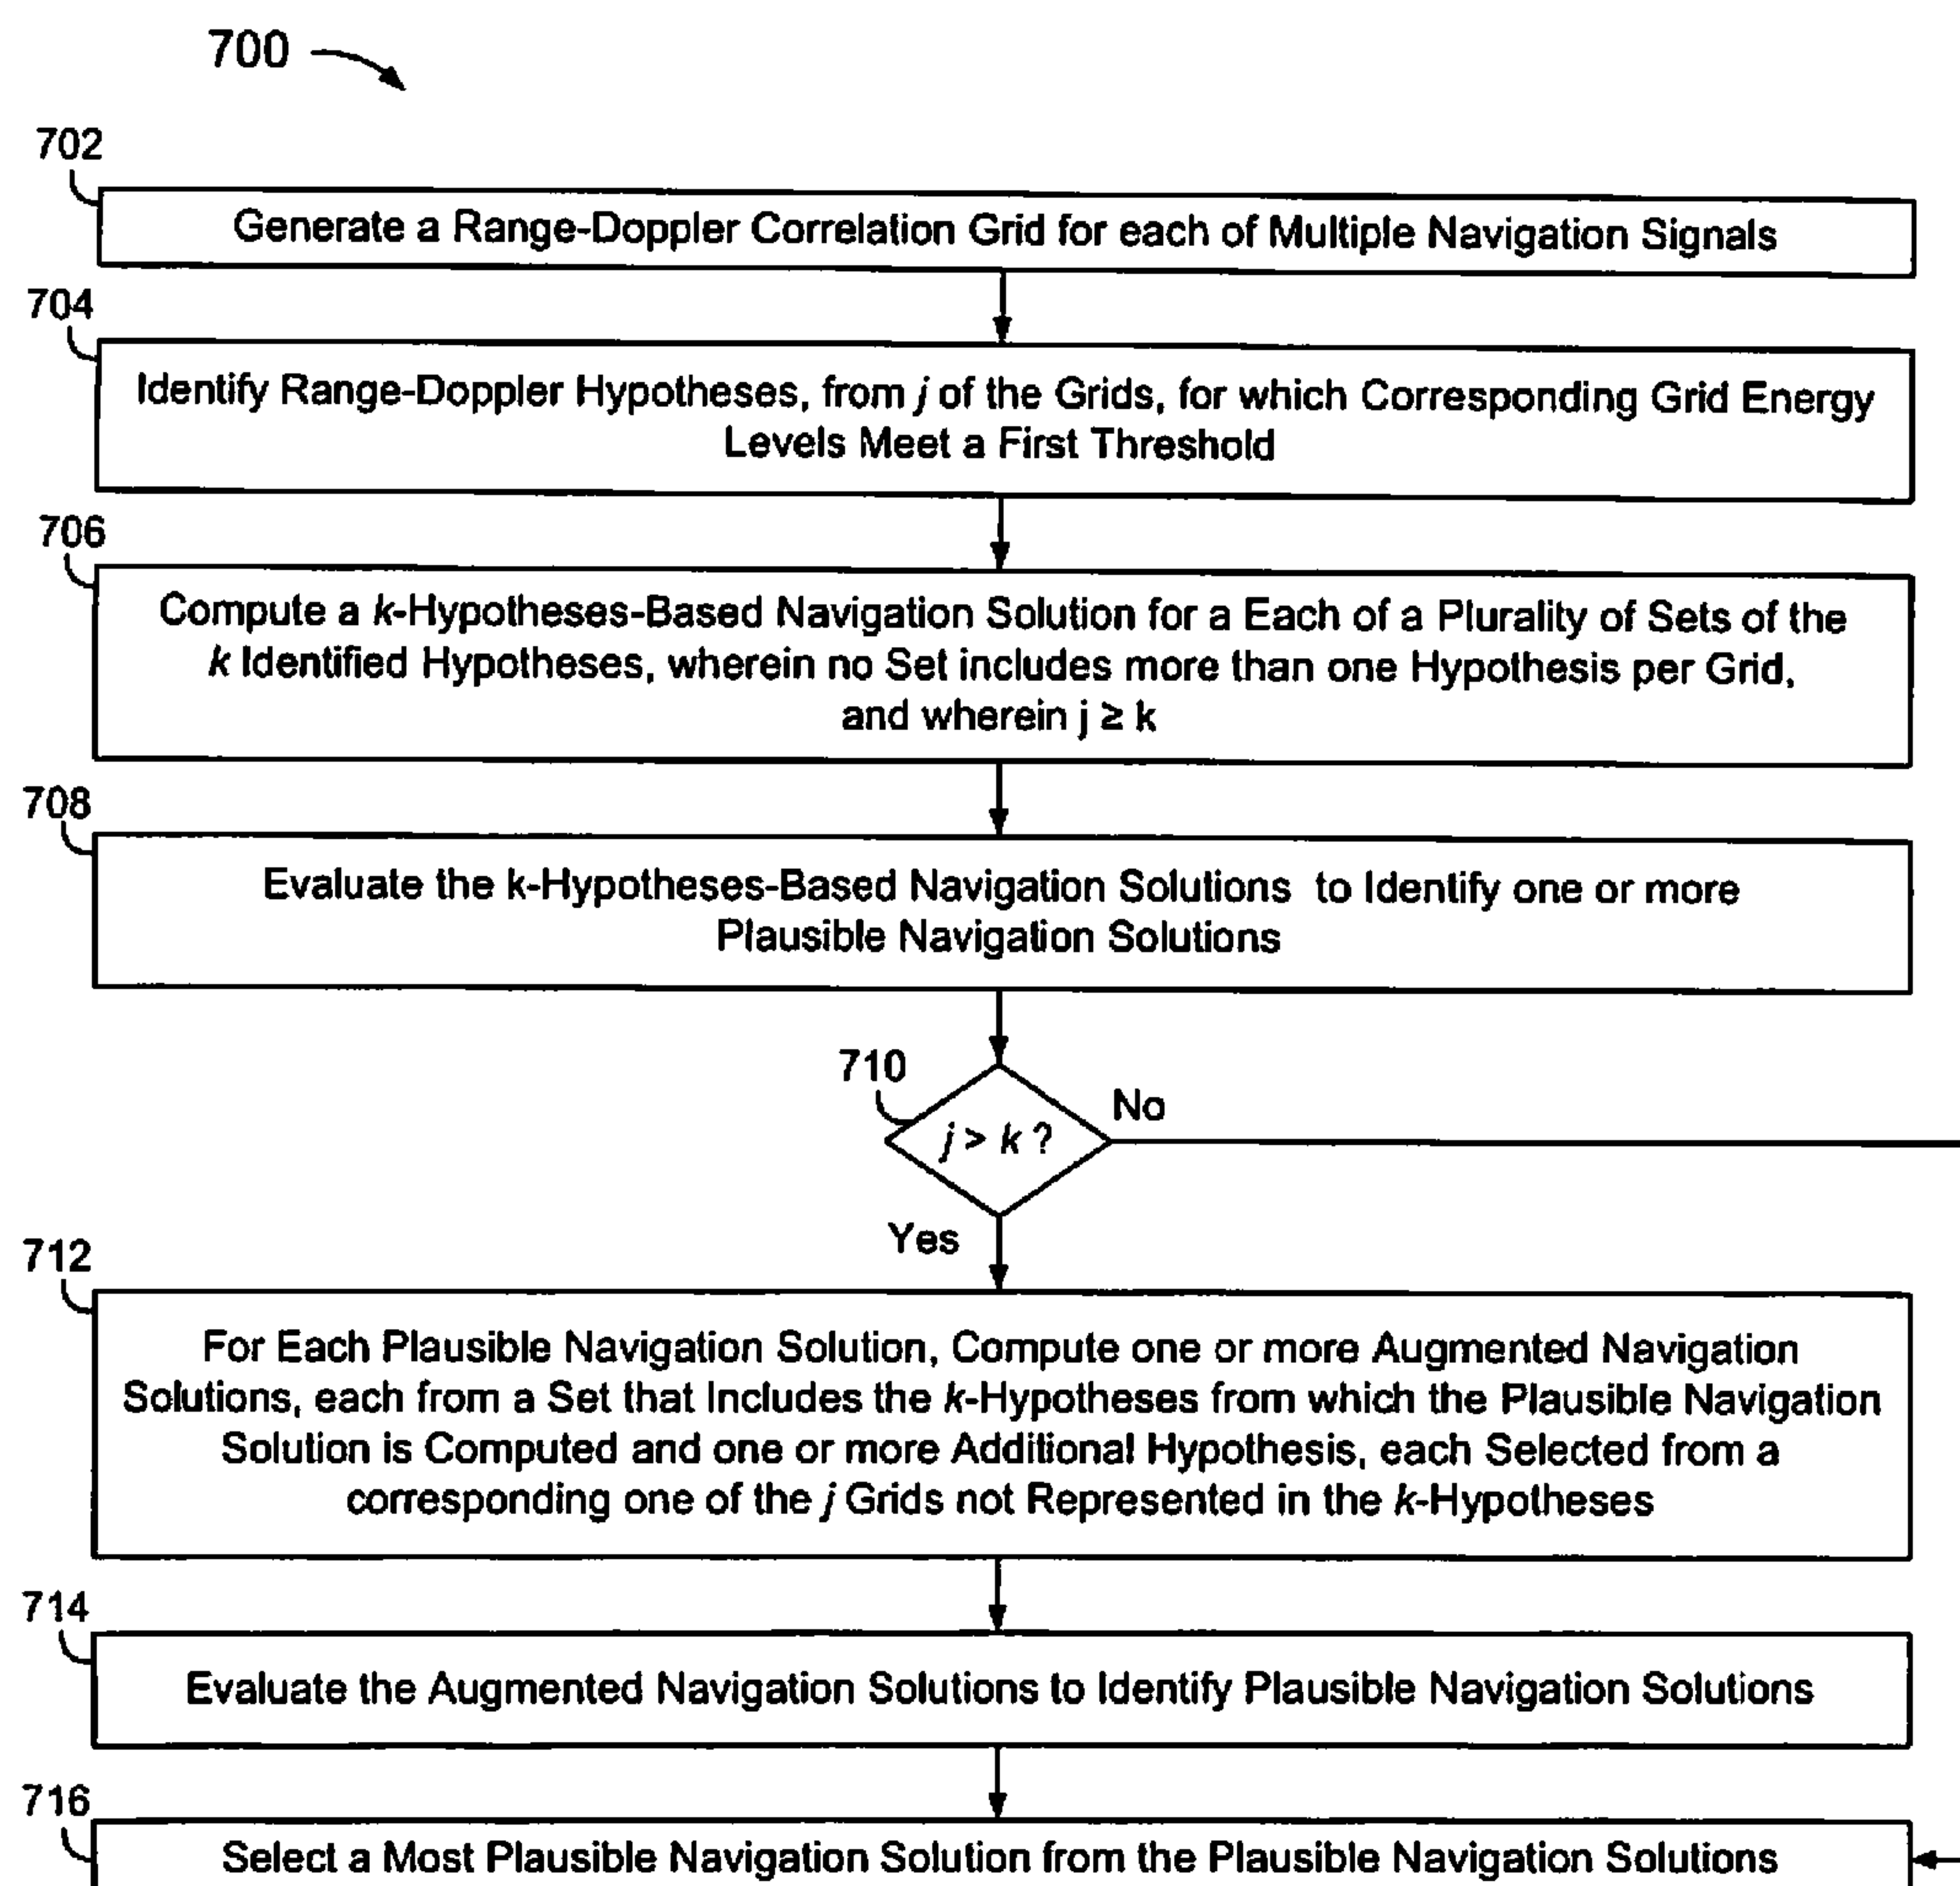 700
702
Generate a Range-Doppler Correlation Grid for each of Multiple Navigation Signals
704
Identify Range-Doppler Hypotheses, from j of the Grids, for which Corresponding Grid Energy
Levels Meet a First Threshold
706
Compute a k-Hypotheses-Based Navigation Solution for a Each of a Plurality of Sets of the
k Identified Hypotheses, wherein no Set includes more than one Hypothesis per Grid,
and wherein j ≥ k
708
Evaluate the k-Hypotheses-Based Navigation Solutions to Identify one or more
Plausible Navigation Solutions
710
j > k ?
No
Yes
712
For Each Plausible Navigation Solution, Compute one or more Augmented Navigation
Solutions, each from a Set that Includes the k-Hypotheses from which the Plausible Navigation
Solution is Computed and one or more Additional Hypothesis, each Selected from a
corresponding one of the j Grids not Represented in the k-Hypotheses
714
Evaluate the Augmented Navigation Solutions to Identify Plausible Navigation Solutions
716
Select a Most Plausible Navigation Solution from the Plausible Navigation Solutions